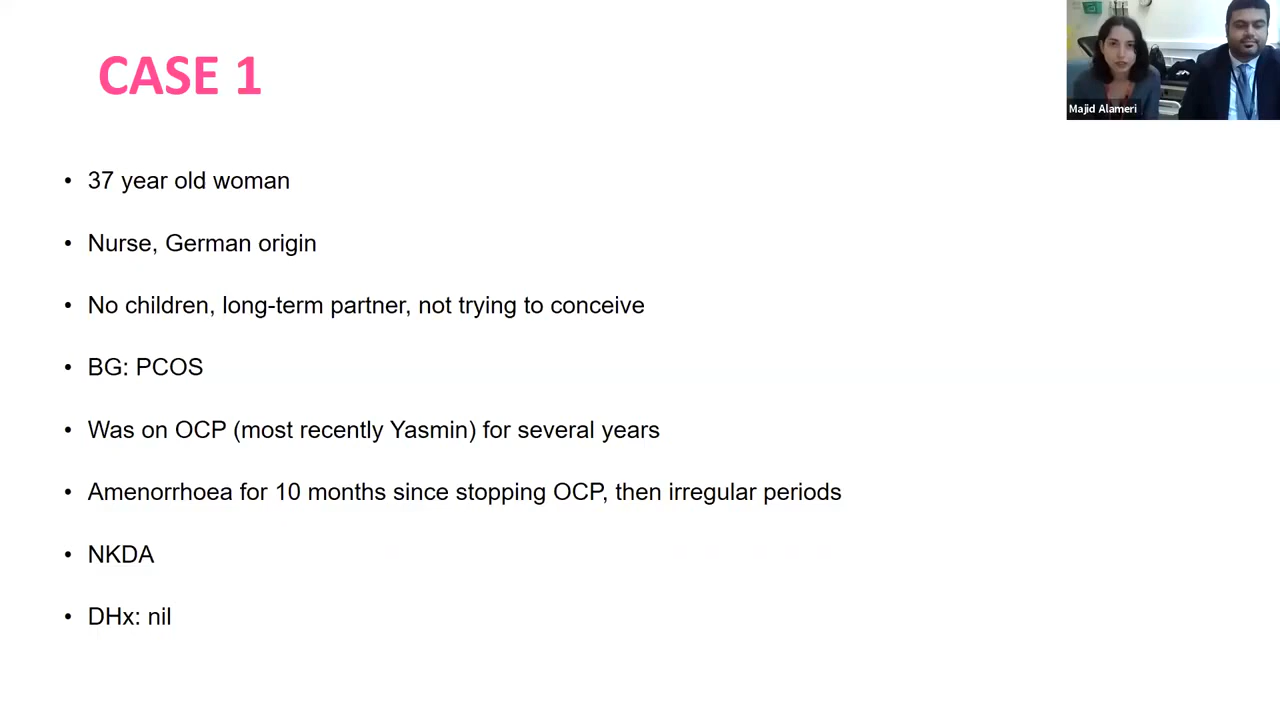 CASE 1
Majid Alameri
• 37 year old woman
• Nurse, German origin
• No children, long-term partner, not trying to conceive
• BG: PCOS
• Was on OCP (most recently Yasmin) for several years
• Amenorrhoea for 10 months since stopping OCP, then irregular periods
• NKDA
• DHx: nil